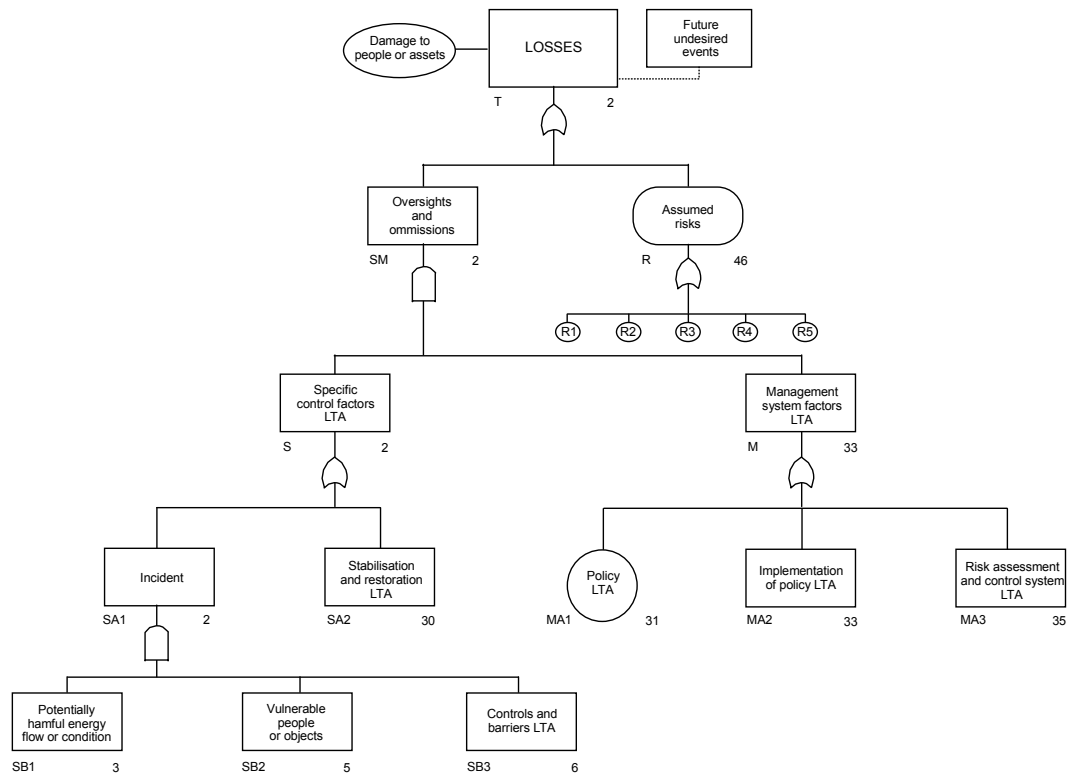 Damage to
people or assets
LOSSES
Future
undesired
events
T 2
Oversights
and
ommissions
SM 2
Assumed
risks
R 46
R1 R2 R3 R4 R5
Specific
control factors
LTA
S 2
Management
system factors
LTA
M 33
Incident
SA1 2
Stabilisation
and restoration
LTA
SA2 30
Policy
LTA
MA1 31
Implementation
of policy LTA
MA2 33
Risk assessment
and control system
LTA
MA3 35
Potentially
hamful energy
flow or condition
SB1 3
Vulnerable
people
or objects
SB2 5
Controls and
barriers LTA
SB3 6